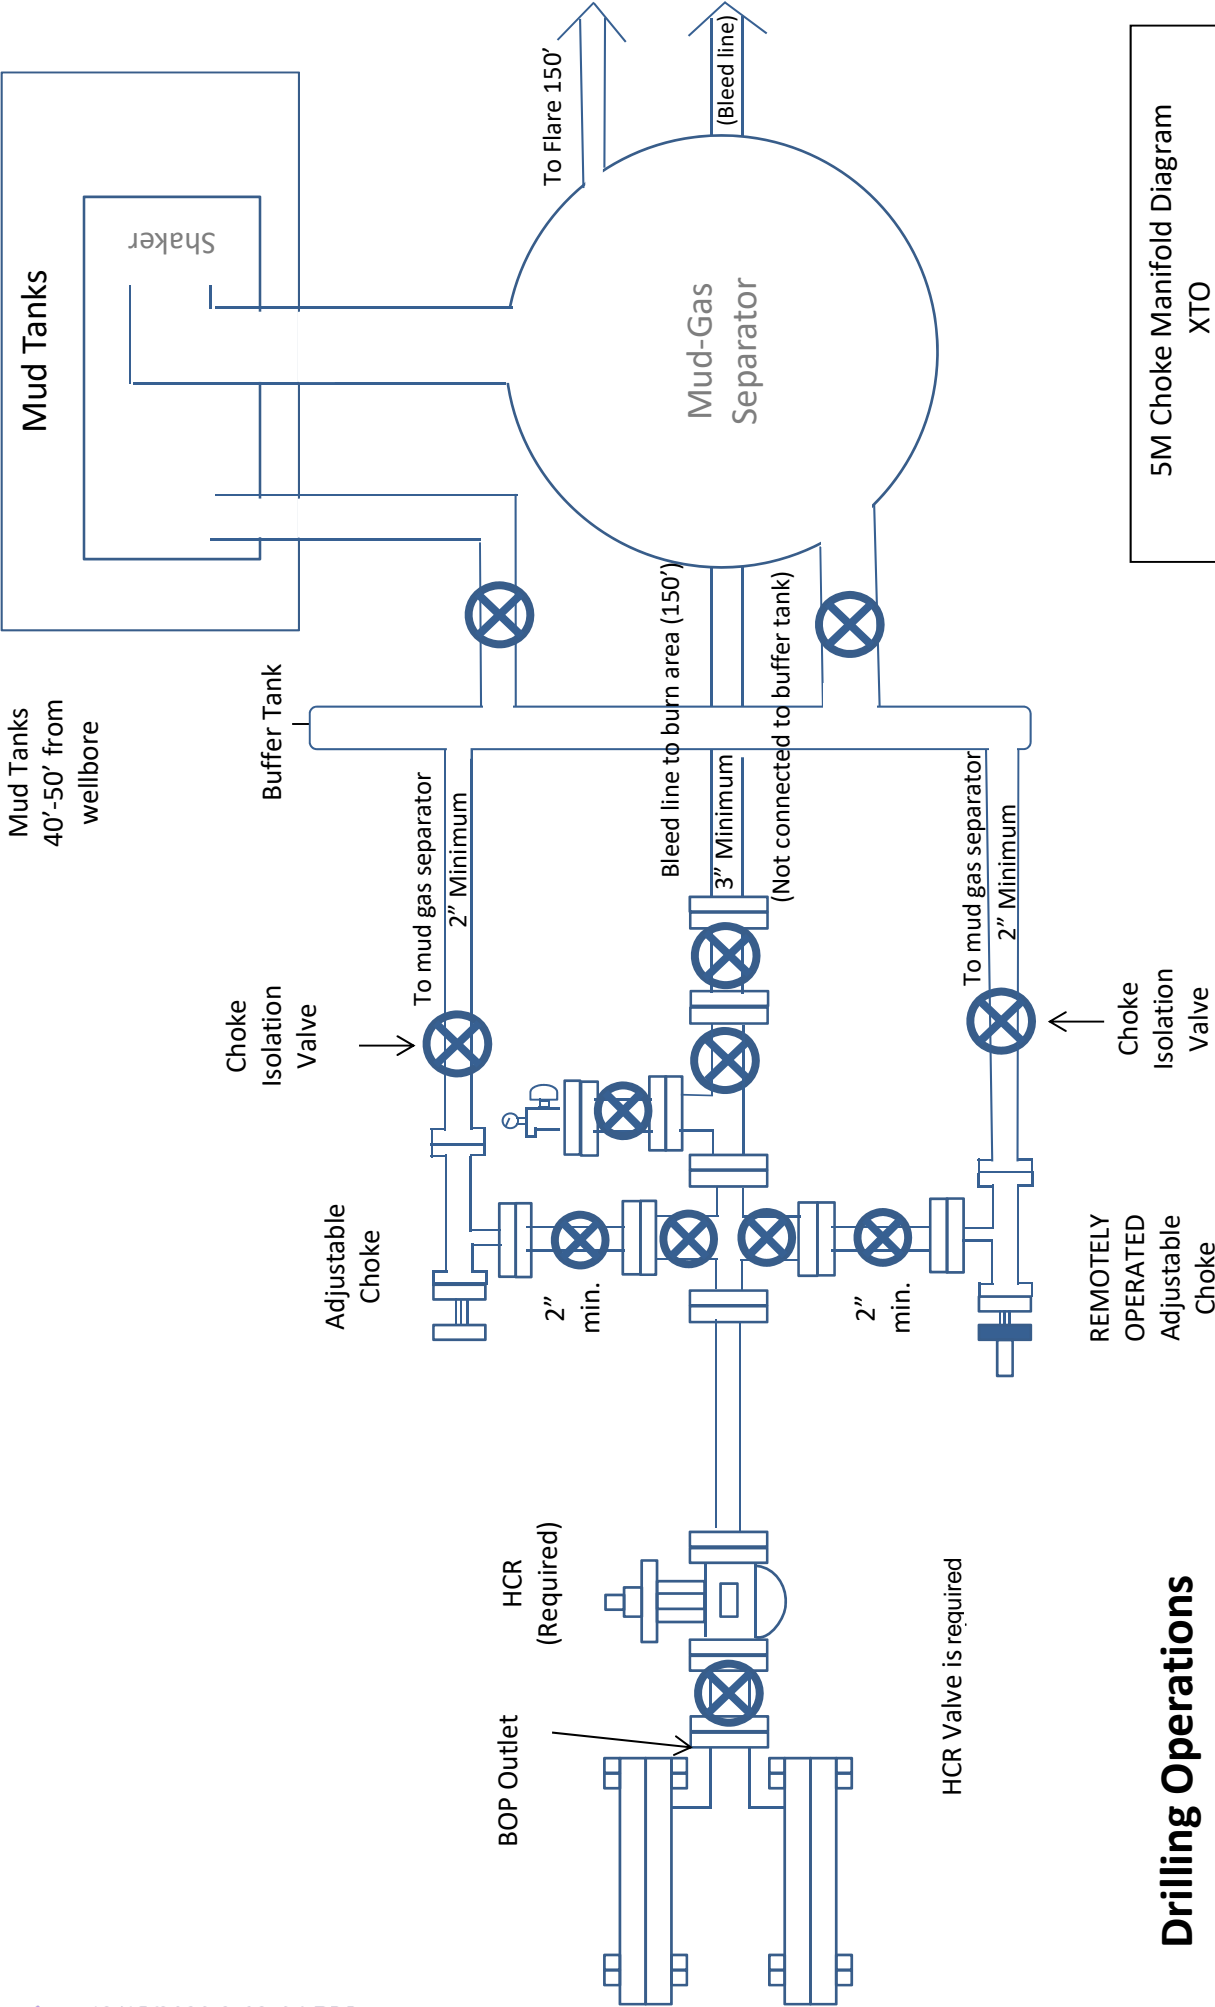 Mud Tanks
40’-50’ from
wellbore
Mud Tanks
Shaker
Buffer Tank
Choke
Isolation
Valve
Adjustable
Choke
To mud gas separator
2” Minimum
To Flare 150’
(Bleed line)
Mud-Gas
Separator
Bleed line to burn area (150’)
3” Minimum
(Not connected to buffer tank)
HCR
(Required)
BOP Outlet
2”
min.
2”
min.
To mud gas separator
2” Minimum
HCR Valve is required
REMOTELY
OPERATED
Adjustable
Choke
Choke
Isolation
Valve
Drilling Operations
5M Choke Manifold Diagram
XTO